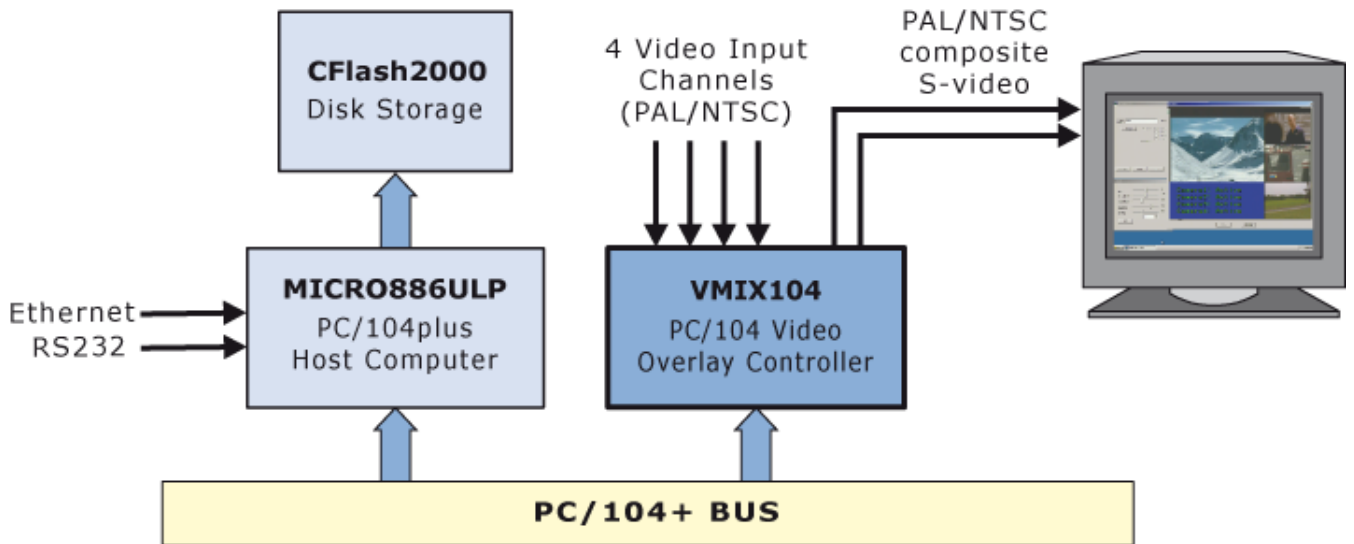 CFlash2000
Disk Storage
4 Video Input
Channels
(PAL/NTSC)
PAL/NTSC
composite
S-video
Ethernet
RS232
MICRO886ULP
PC/104plus
Host Computer
VMIX104
PC/104 Video
Overlay Controller
PC/104+ BUS